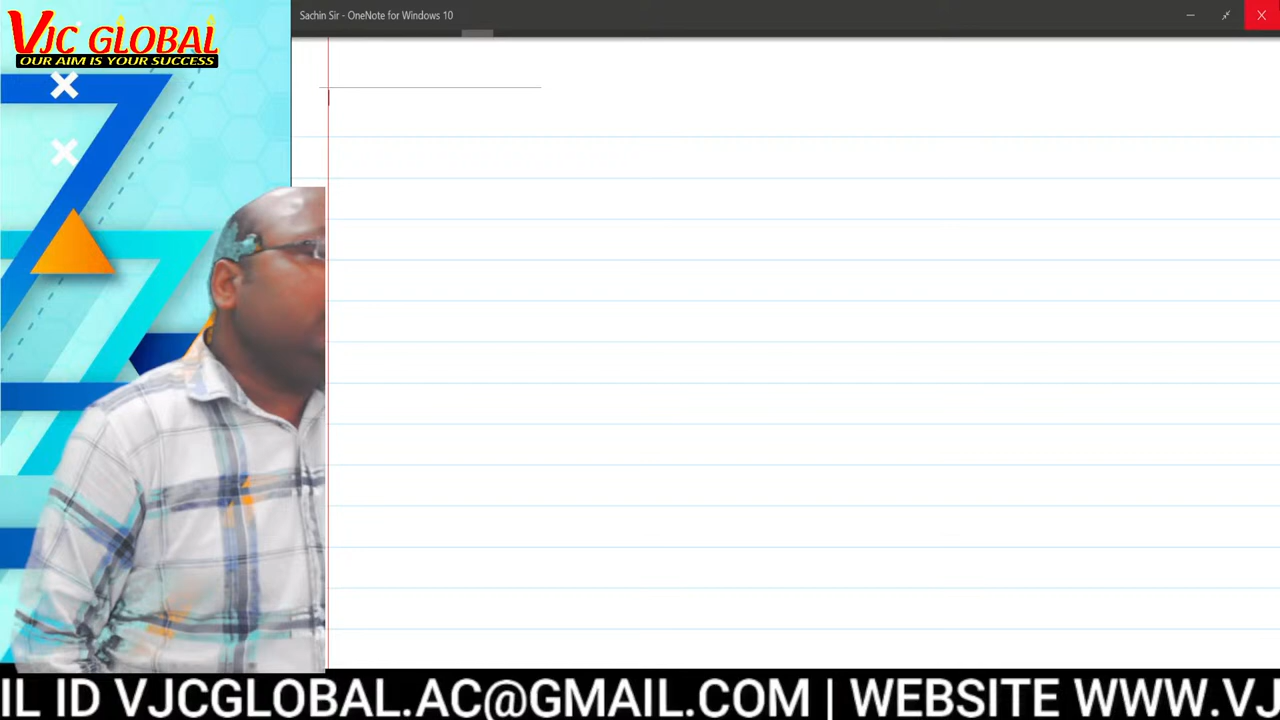 VJC GLOBAL
OUR AIM IS YOUR SUCCESS
Sachin Sir - OneNote for Windows 10
IL ID VJCGLOBAL.AC@GMAIL.COM | WEBSITE WWW.VJ